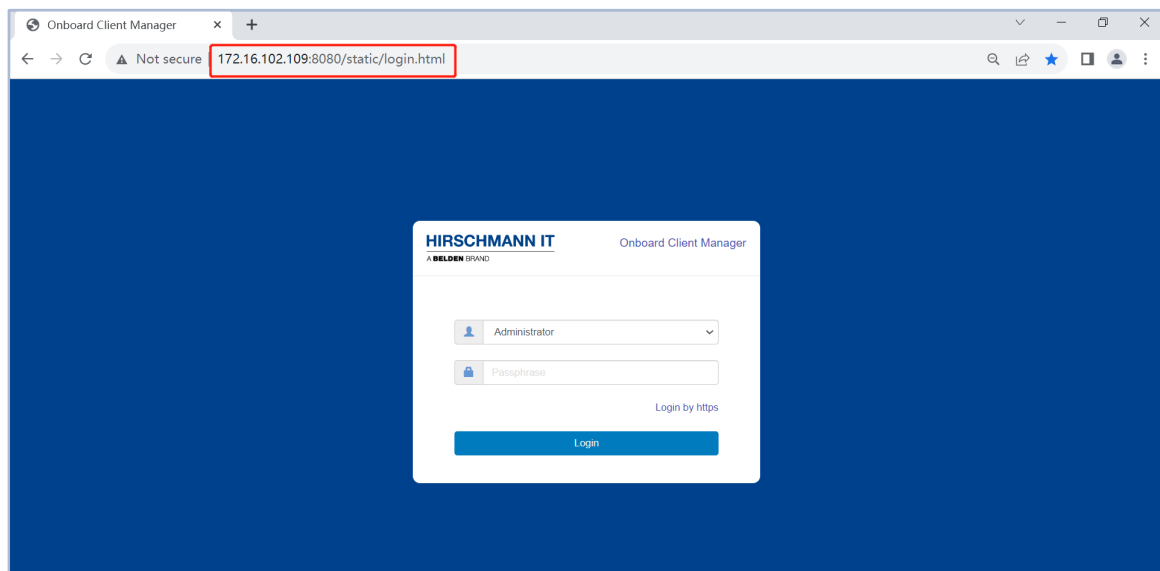 Onboard Client Manager
Not secure 172.16.102.109:8080/static/login.html
HIRSCHMANN IT
A BELDEN BRAND
Onboard Client Manager
Administrator
Passphrase
Login by https
Login